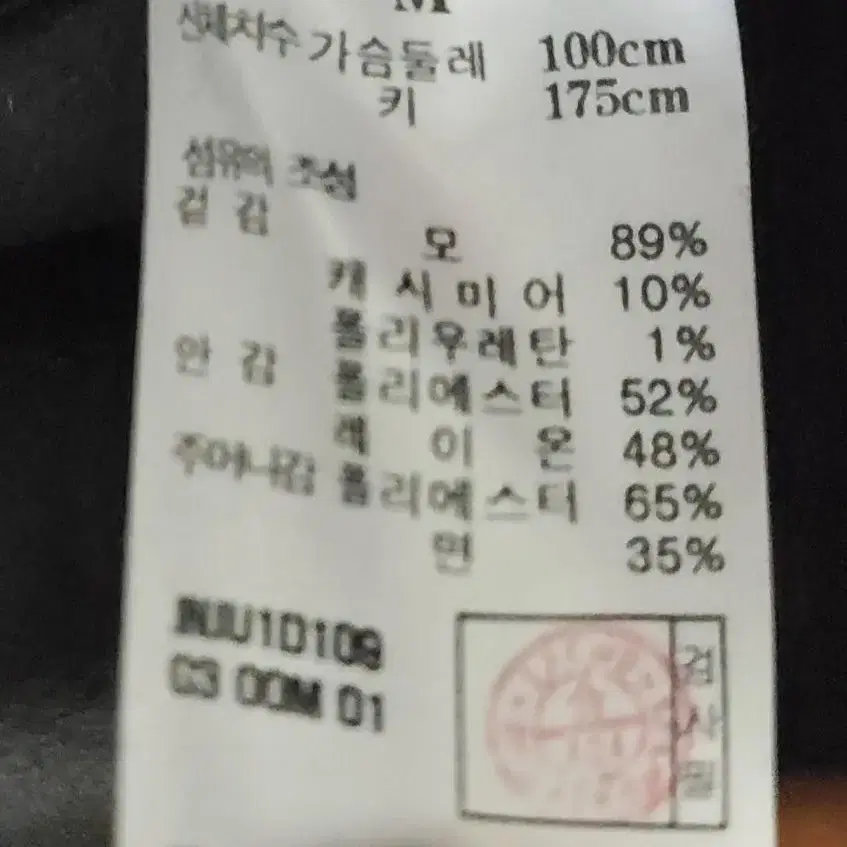 M
신체치수 가슴둘레 100cm
키 175cm
섬유의 조성
겉감
모 89%
캐시미어 10%
폴리우레탄 1%
안감 폴리에스터 52%
레이온 48%
주머니감 폴리에스터 65%
면 35%
03 00M 01
검사필